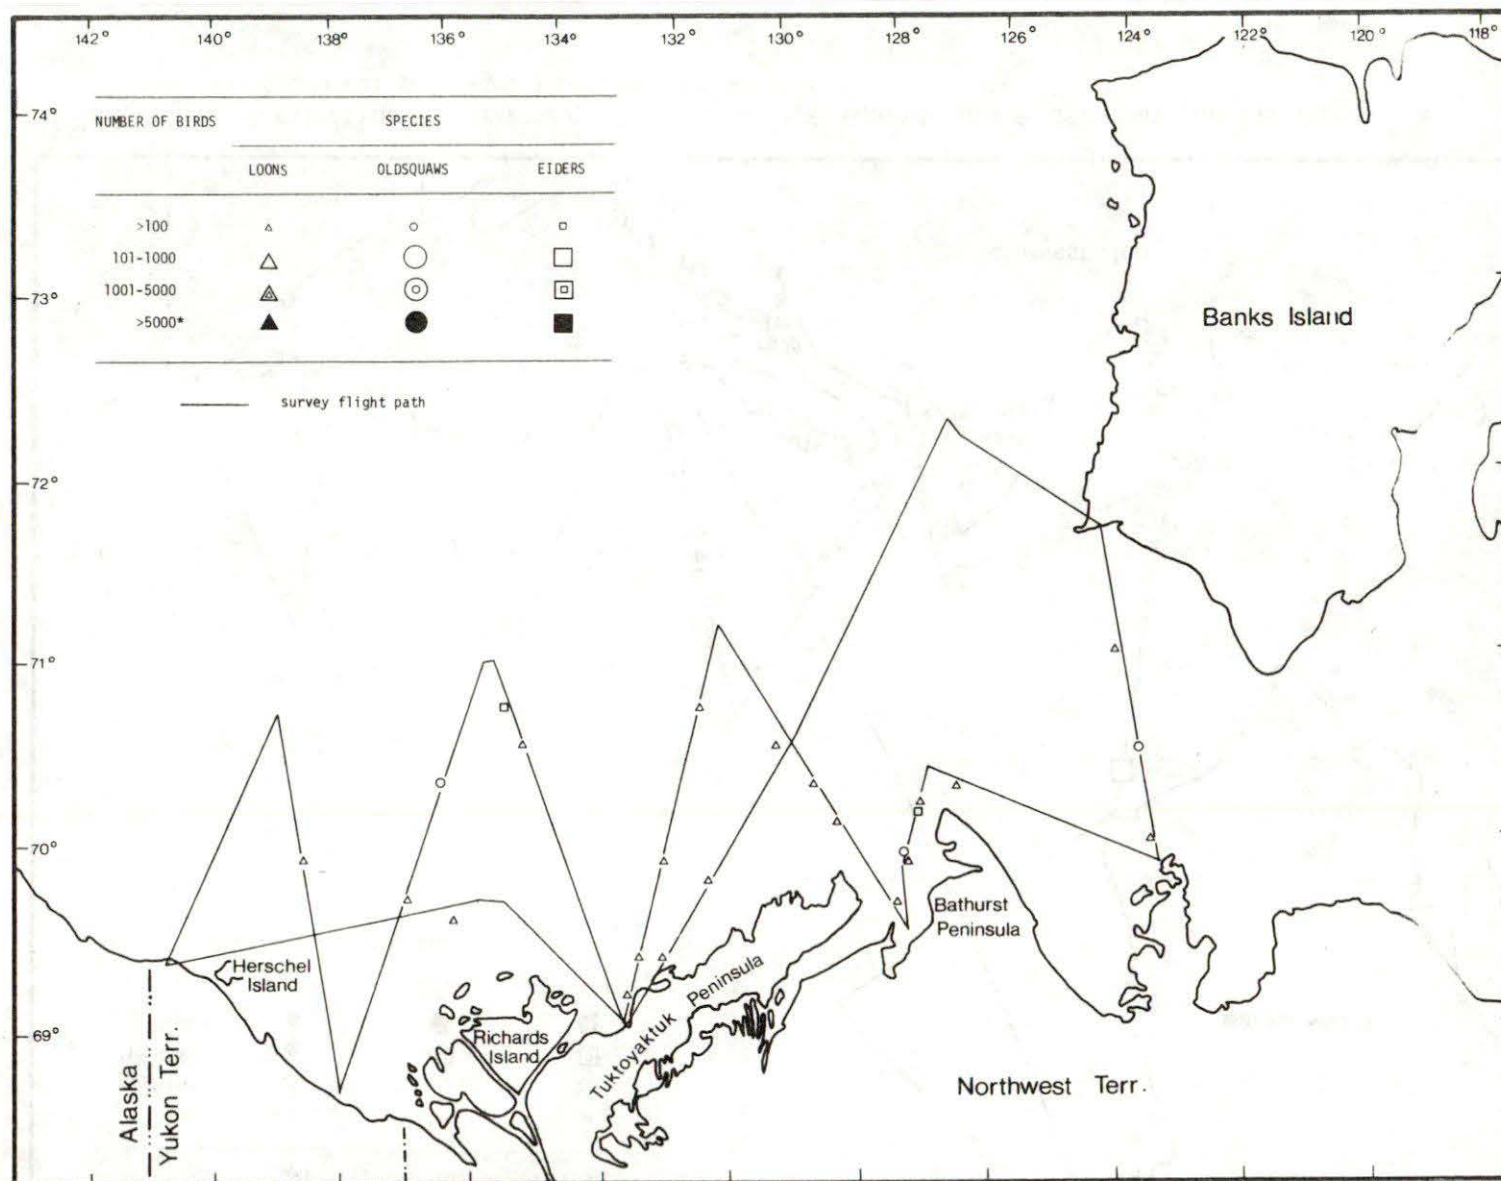 142° 140° 138° 136° 134° 132° 130° 128° 126° 124° 122° 120° 118°
74°
NUMBER OF BIRDS SPECIES
LOONS OLDSQUAWS EIDERS
>100
101-1000
1001-5000
>5000*
73°
Banks Island
survey flight path
72°
71°
70°
Bathurst
Peninsula
Herschel
Island
69°
Richards
Island
Tuktoyaktuk Peninsula
Alaska
Yukon Terr.
Northwest Terr.